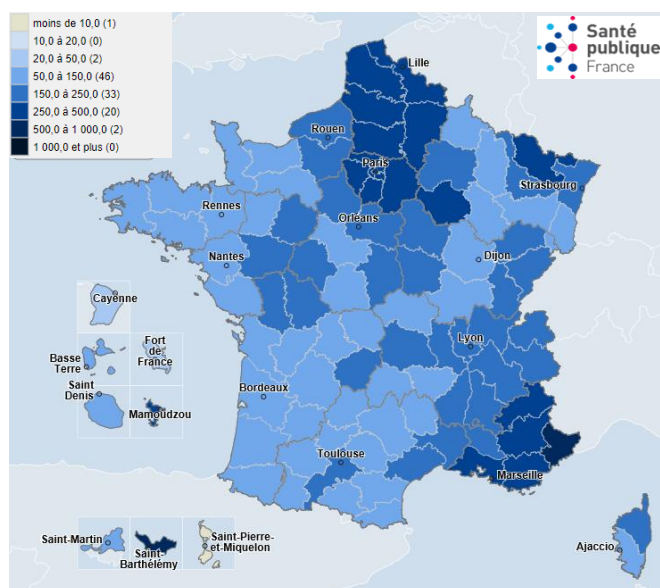 moins de 10,0 (1)
10,0 à 20,0 (0)
20,0 à 50,0 (2)
50,0 à 150,0 (46)
150,0 à 250,0 (33)
250,0 à 500,0 (20)
500,0 à 1 000,0 (2)
1 000,0 et plus (0)
Santé
publique
France
Lille
Rouen
Paris
Strasbourg
Rennes
Orléans
Nantes
Dijon
Cayenne
Fort
de
France
Basse
Terre
Lyon
Saint
Denis
Bordeaux
Mamoudzou
Toulouse
Marseille
Saint-Martin
Saint-
Barthélémy
Saint-Pierre-
et-Miquelon
Ajaccio